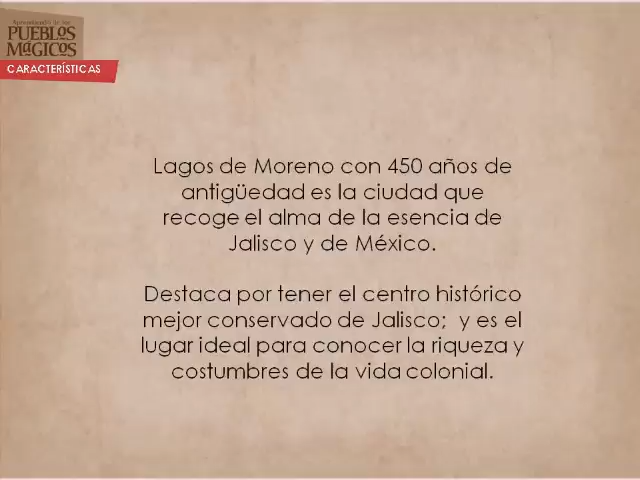 Aprendiendo de los
PUEBLOS
MáGICOS
CARACTERÍSTICAS
Lagos de Moreno con 450 años de
antigüedad es la ciudad que
recoge el alma de la esencia de
Jalisco y de México.
Destaca por tener el centro histórico
mejor conservado de Jalisco;  y es el
lugar ideal para conocer la riqueza y
costumbres de la vida colonial.